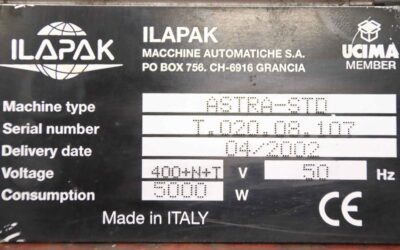 ILAPAK
ILAPAK
MACCHINE AUTOMATICHE S.A.
PO BOX 756. CH-6916 GRANCIA
UCIMA
MEMBER
Machine type ASTRA-STD
Serial number T.020.08.107
Delivery date 04/2002
Voltage 400+N+T V 50 Hz
Consumption 5000 W
Made in ITALY
CE